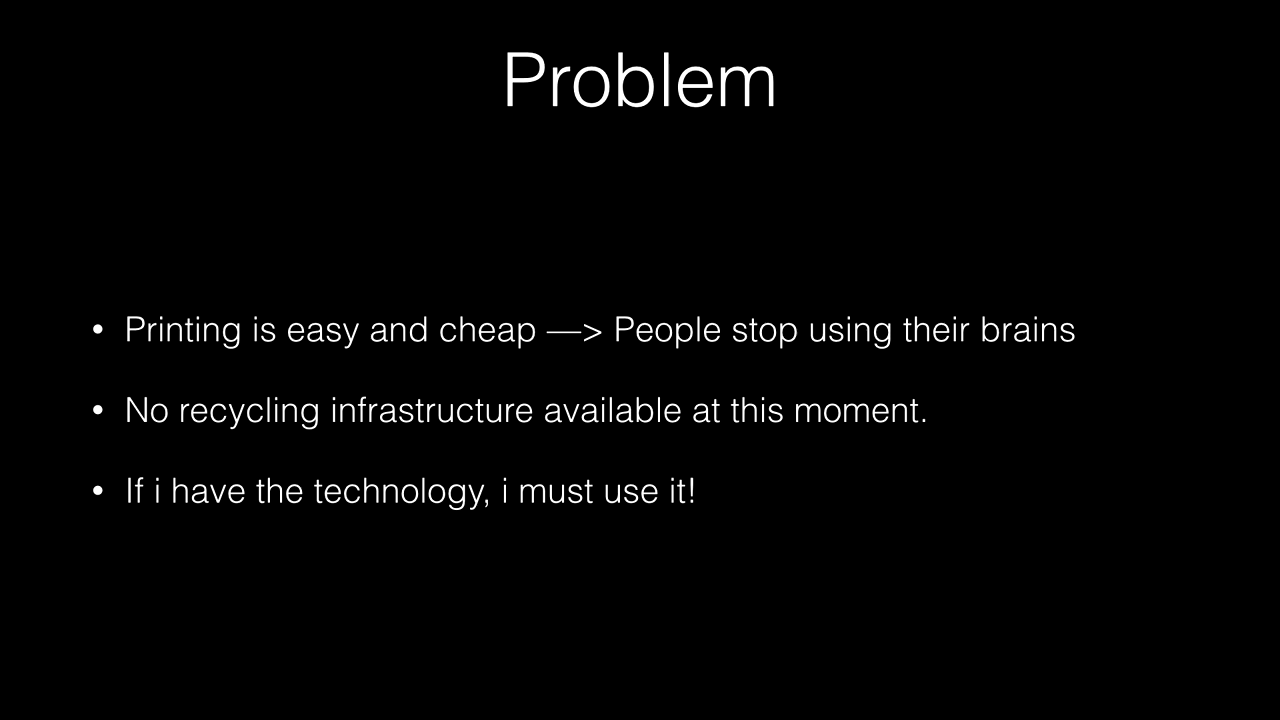 Problem
• Printing is easy and cheap —> People stop using their brains
• No recycling infrastructure available at this moment.
• If i have the technology, i must use it!